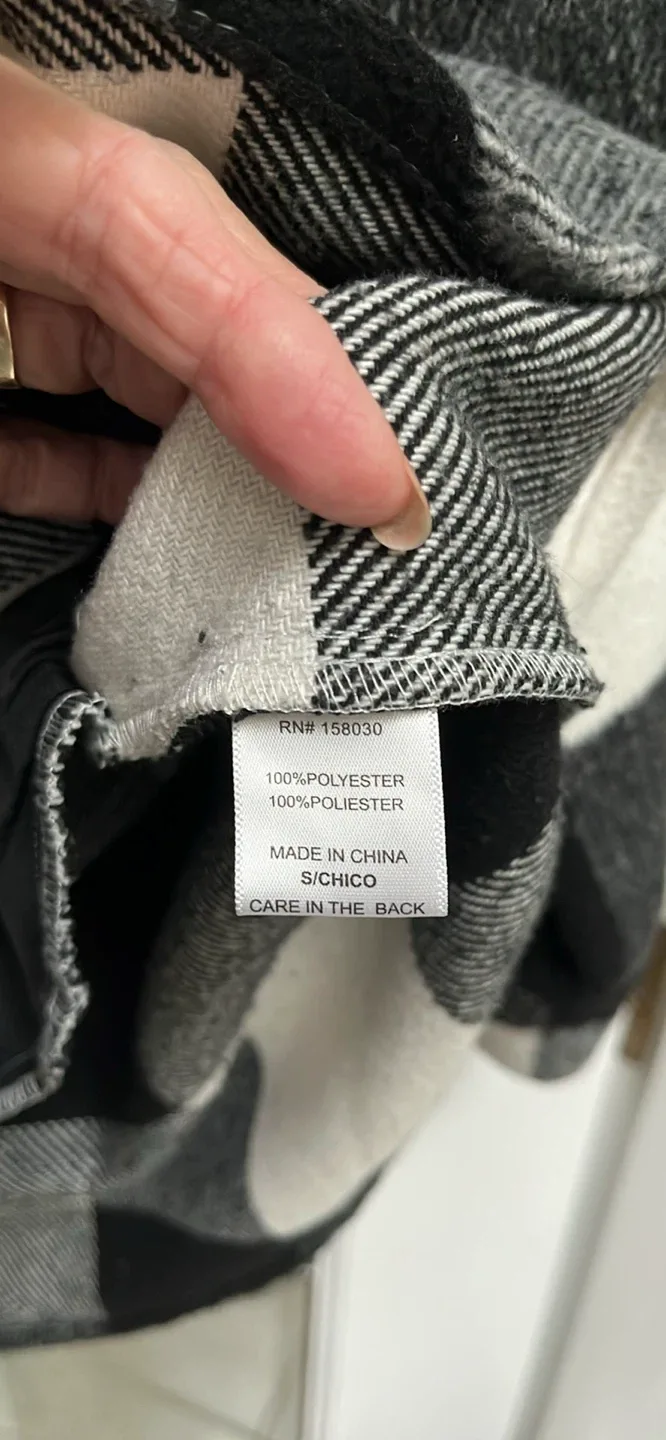 RN# 158030
100%POLYESTER
100%POLIESTER
MADE IN CHINA
S/CHICO
CARE IN THE BACK